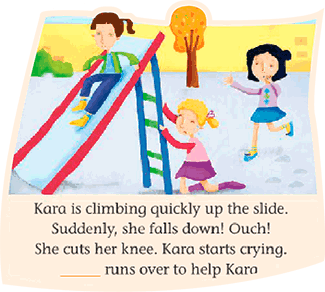 Kara is climbing quickly up the slide.
Suddenly, she falls down! Ouch!
She cuts her knee. Kara starts crying.
_____ runs over to help Kara